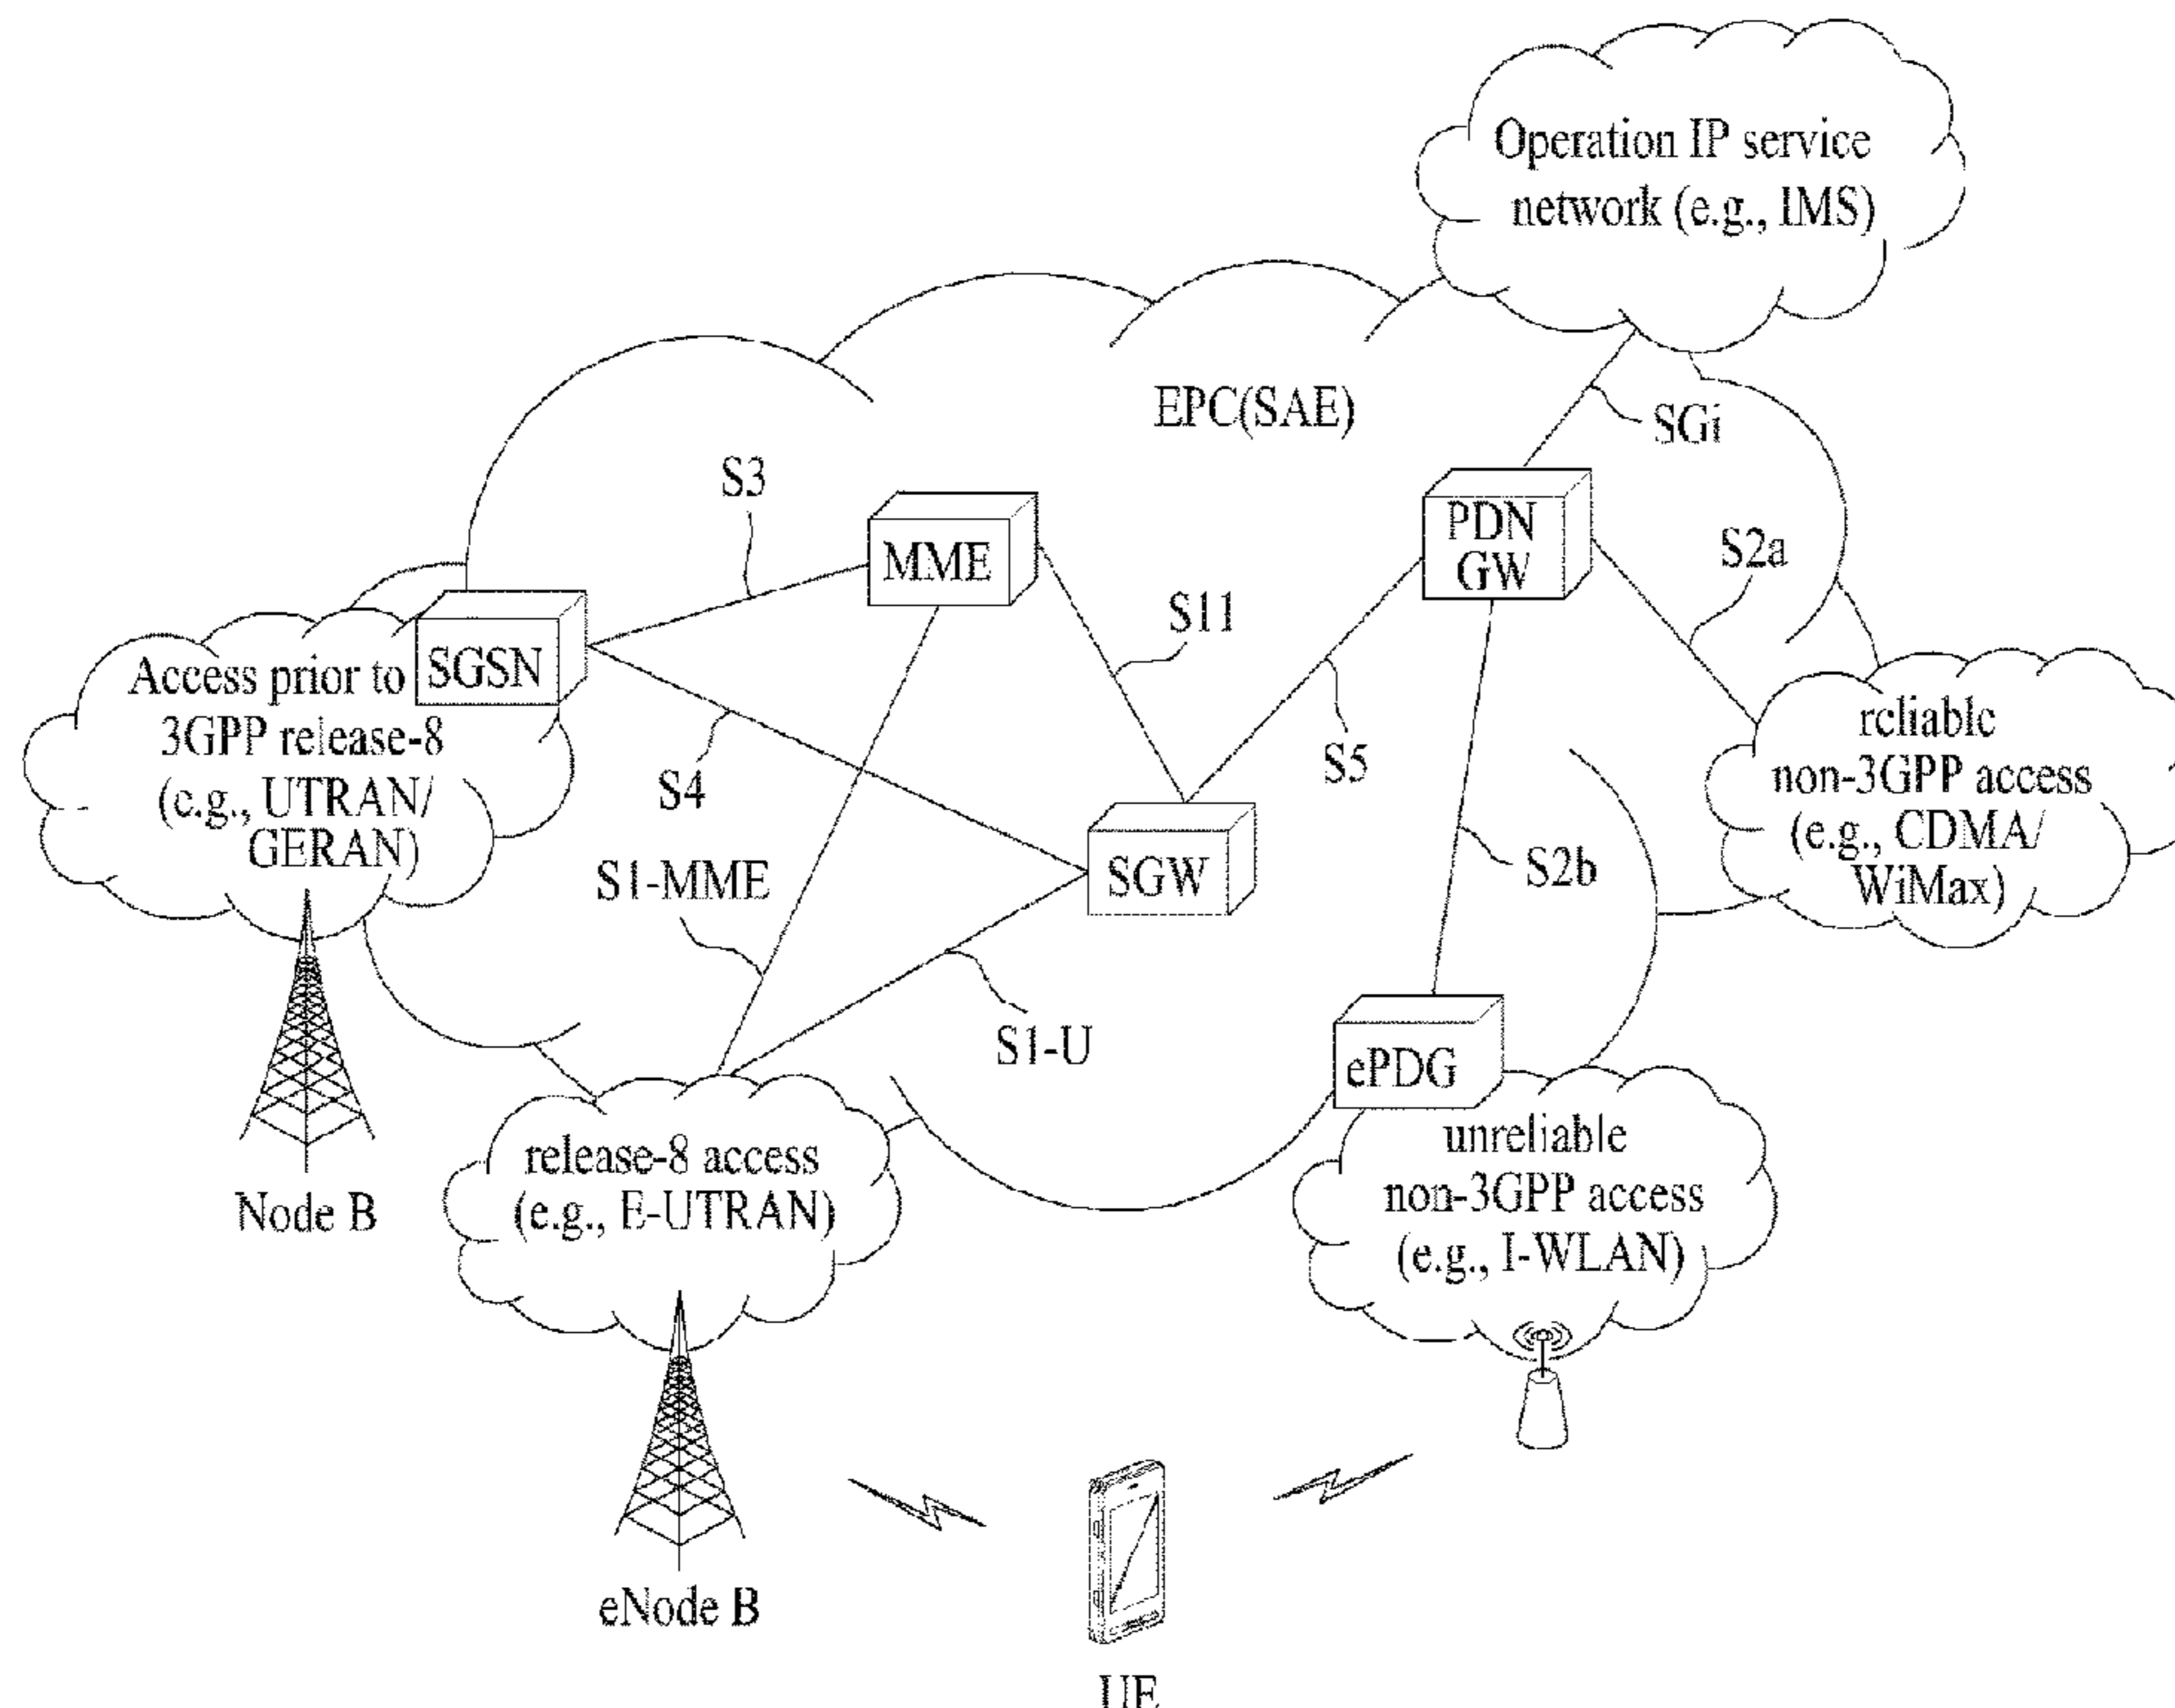 Operation IP service
network (e.g., IMS)
EPC(SAE)
SGi
S3
MME
PDN
GW
S2a
S11
SGSN
Access prior to
3GPP release-8
(e.g., UTRAN/
GERAN)
S4
S5
reliable
non-3GPP access
(e.g., CDMA/
WiMax)
S1-MME
SGW
S2b
S1-U
ePDG
Node B
release-8 access
(e.g., E-UTRAN)
unreliable
non-3GPP access
(e.g., I-WLAN)
eNode B
UE